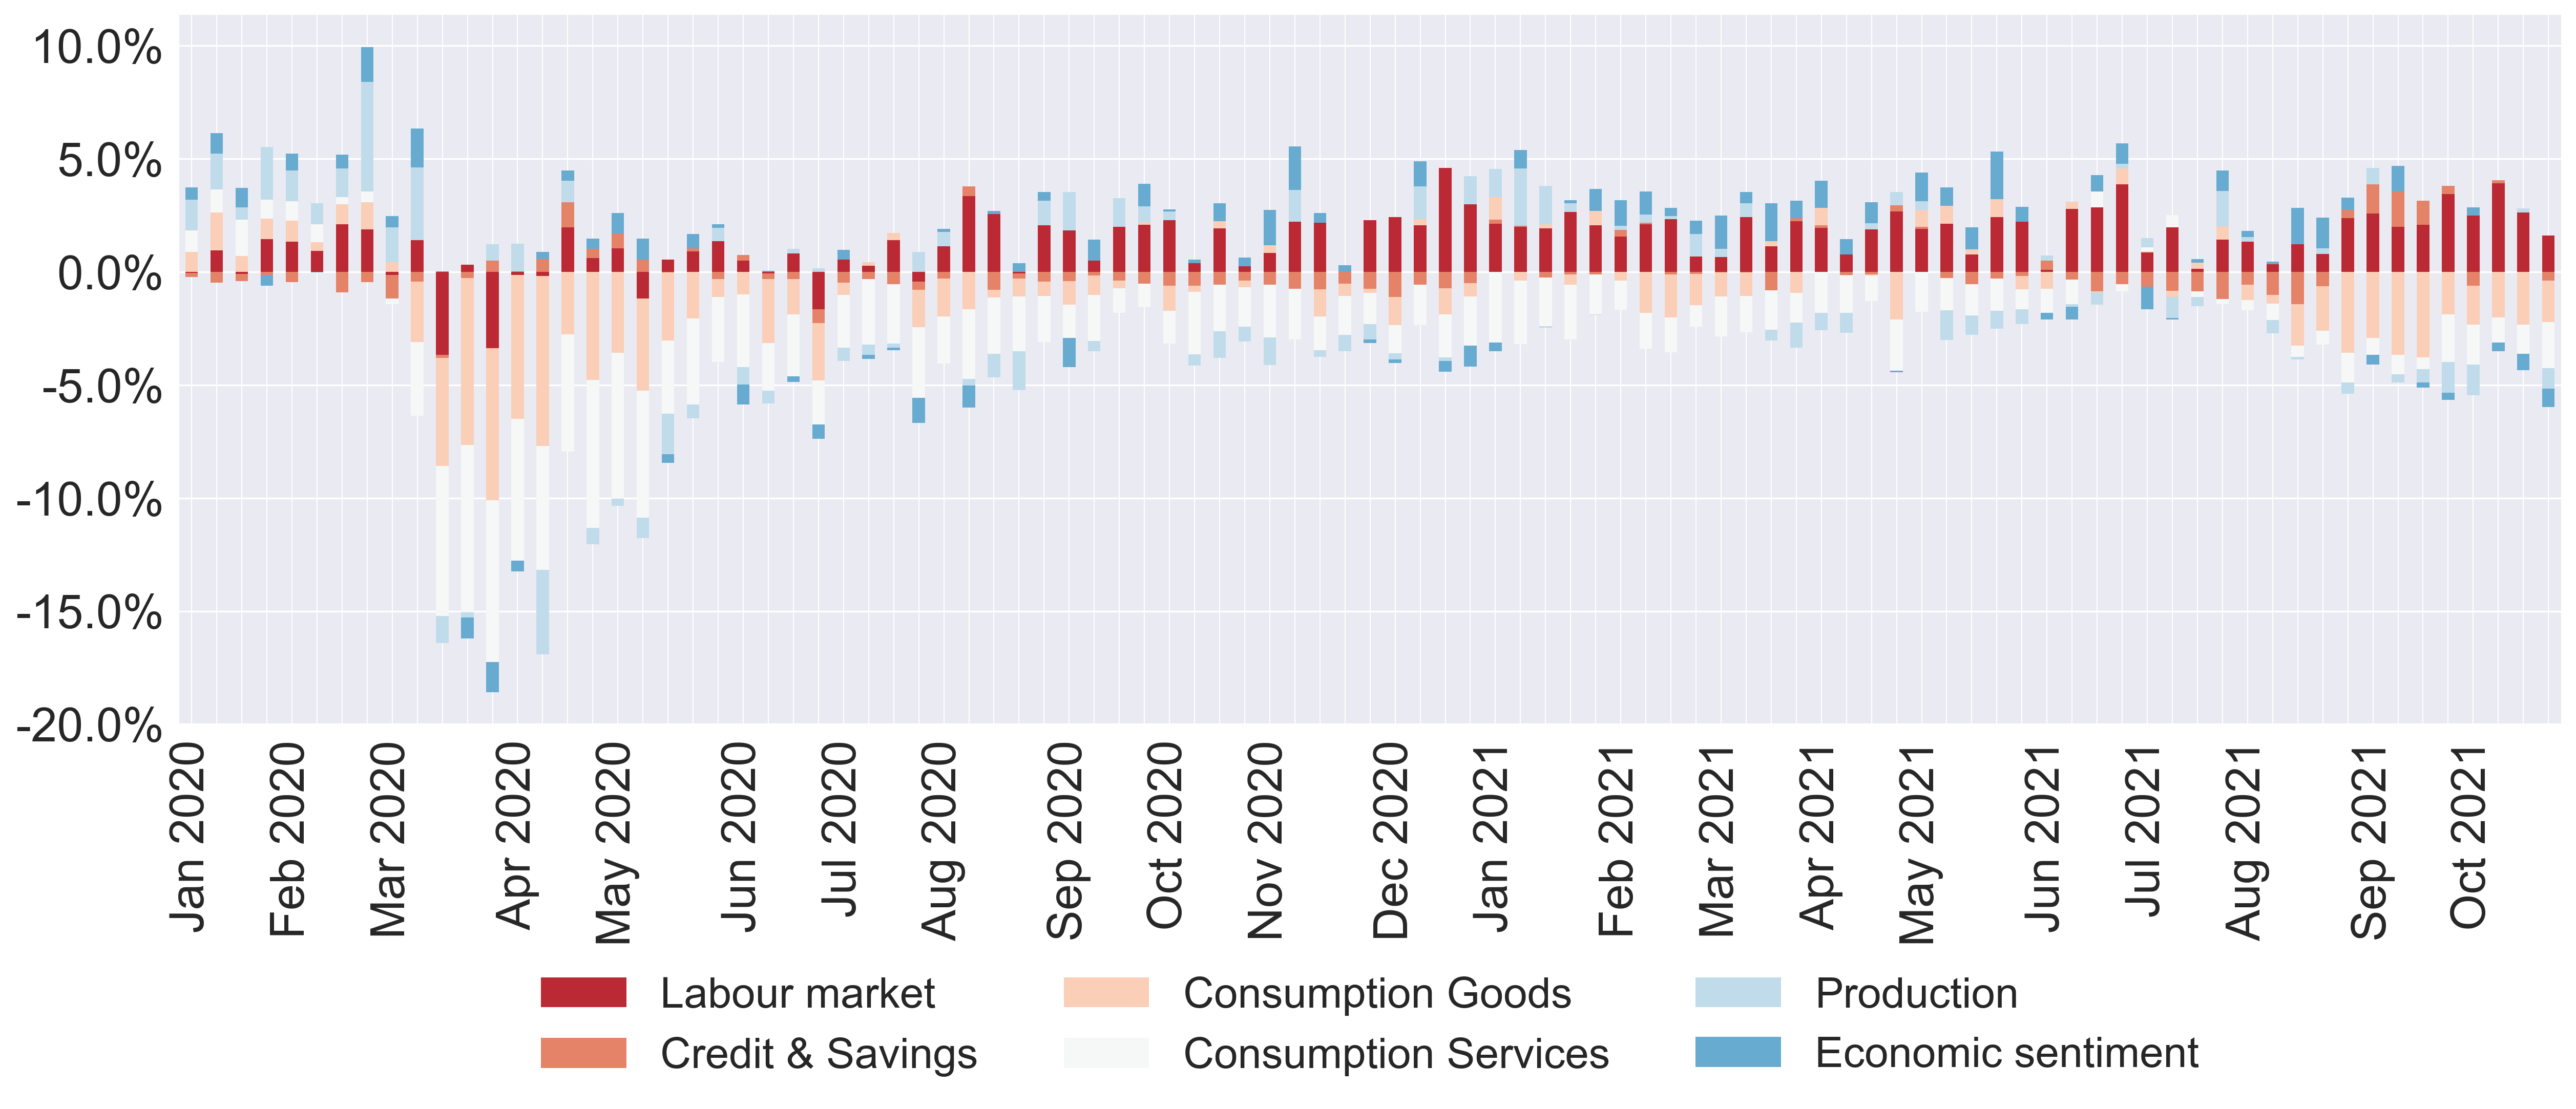 10.0%
5.0%
0.0%
-5.0%
-10.0%
-15.0%
-20.0%
Jan 2020
Feb 2020
Mar 2020
Apr 2020
May 2020
Jun 2020
Jul 2020
Aug 2020
Sep 2020
Oct 2020
Nov 2020
Dec 2020
Jan 2021
Feb 2021
Mar 2021
Apr 2021
May 2021
Jun 2021
Jul 2021
Aug 2021
Sep 2021
Oct 2021
Labour market
Credit & Savings
Consumption Goods
Consumption Services
Production
Economic sentiment